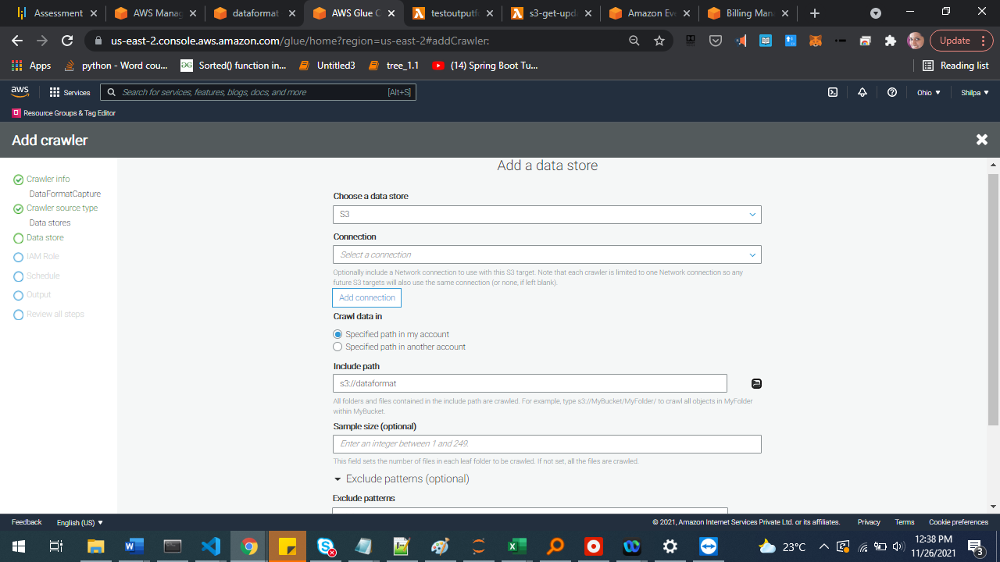 Assessment
AWS Manag
dataformat
AWS Glue C
testoutputf
s3-get-upda
Amazon Eve
Billing Mana
us-east-2.console.aws.amazon.com/glue/home?region=us-east-2#addCrawler:
Update
Apps
python - Word cou...
Sorted() function in...
Untitled3
tree_1.1
(14) Spring Boot Tu...
Reading list
aws
Services
Search for services, features, blogs, docs, and more
[Alt+S]
Ohio
Shilpa
Resource Groups & Tag Editor
Add crawler
Crawler info
DataFormatCapture
Crawler source type
Data stores
Data store
IAM Role
Schedule
Output
Review all steps
Add a data store
Choose a data store
S3
Connection
Select a connection
Optionally include a Network connection to use with this S3 target. Note that each crawler is limited to one Network connection so any
future S3 targets will also use the same connection (or none, if left blank).
Add connection
Crawl data in
Specified path in my account
Specified path in another account
Include path
s3://dataformat
All folders and files contained in the include path are crawled. For example, type s3://MyBucket/MyFolder/ to crawl all objects in MyFolder
within MyBucket.
Sample size (optional)
Enter an integer between 1 and 249.
This field sets the number of files in each leaf folder to be crawled. If not set, all the files are crawled.
Exclude patterns (optional)
Exclude patterns
Feedback
English (US)
© 2021, Amazon Internet Services Private Ltd. or its affiliates.
Privacy
Terms
Cookie preferences
23°C
12:38 PM
11/26/2021
3